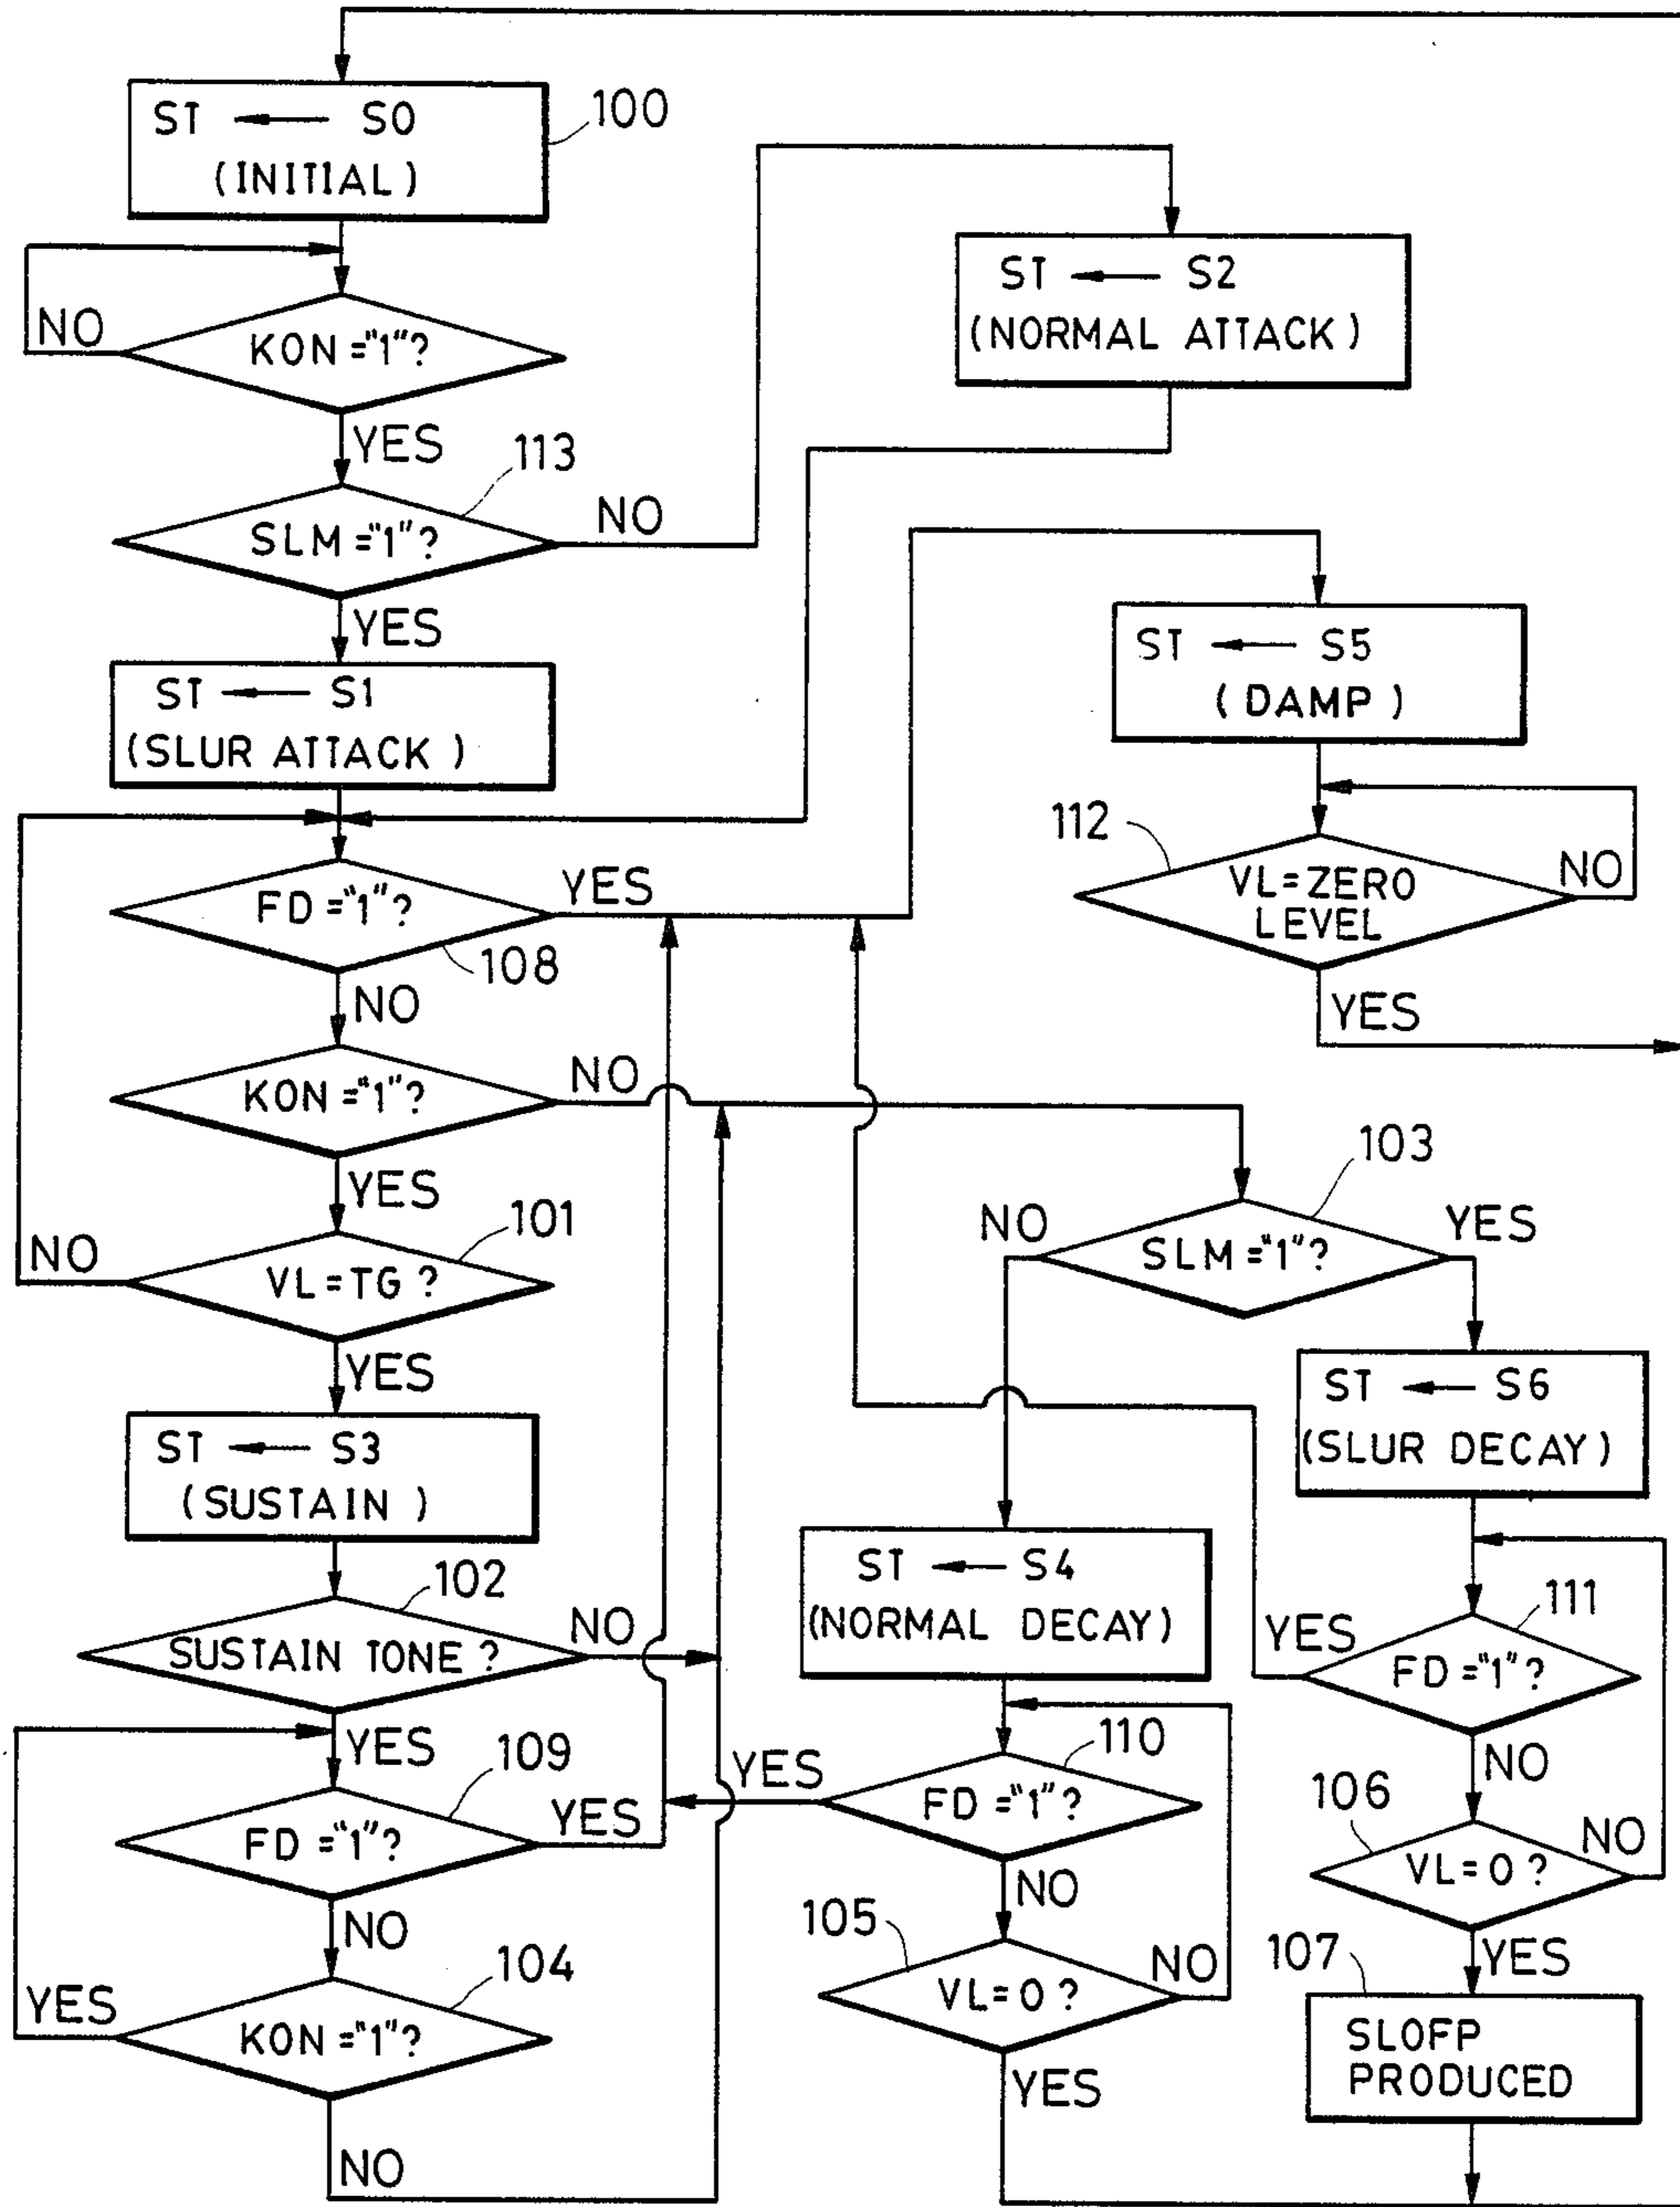 ST ← S0
(INITIAL)
100
KON="1"?
NO
YES
113
SLM="1"?
NO
YES
ST ← S1
(SLUR ATTACK)
FD="1"?
YES
108
NO
KON="1"?
NO
YES
101
VL=TG?
NO
YES
ST ← S3
(SUSTAIN)
102
SUSTAIN TONE?
NO
YES
109
FD="1"?
YES
NO
104
KON="1"?
YES
NO
ST ← S2
(NORMAL ATTACK)
ST ← S5
(DAMP)
112
VL=ZERO
LEVEL
NO
YES
103
SLM="1"?
NO
YES
ST ← S4
(NORMAL DECAY)
110
FD="1"?
YES
NO
105
VL=0?
NO
YES
ST ← S6
(SLUR DECAY)
111
FD="1"?
YES
NO
106
VL=0?
NO
YES
107
SLOFP
PRODUCED